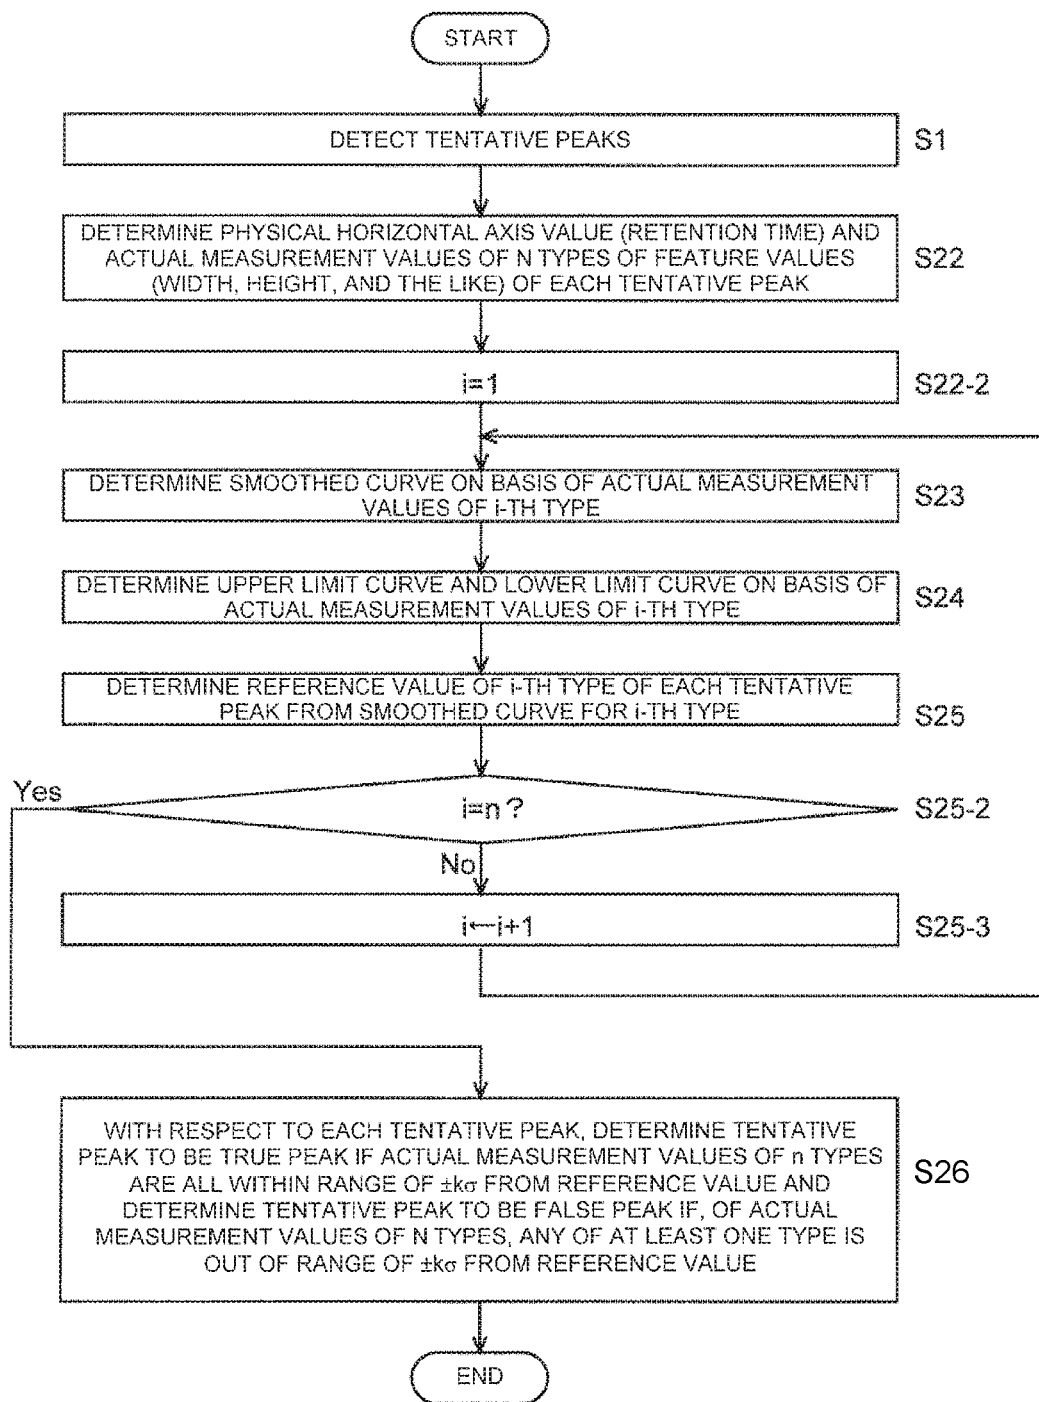 START
DETECT TENTATIVE PEAKS
S1
DETERMINE PHYSICAL HORIZONTAL AXIS VALUE (RETENTION TIME) AND
ACTUAL MEASUREMENT VALUES OF N TYPES OF FEATURE VALUES
(WIDTH, HEIGHT, AND THE LIKE) OF EACH TENTATIVE PEAK
S22
i=1
S22-2
DETERMINE SMOOTHED CURVE ON BASIS OF ACTUAL MEASUREMENT
VALUES OF i-TH TYPE
S23
DETERMINE UPPER LIMIT CURVE AND LOWER LIMIT CURVE ON BASIS OF
ACTUAL MEASUREMENT VALUES OF i-TH TYPE
S24
DETERMINE REFERENCE VALUE OF i-TH TYPE OF EACH TENTATIVE
PEAK FROM SMOOTHED CURVE FOR i-TH TYPE
S25
Yes
i=n ?
S25-2
No
i←i+1
S25-3
WITH RESPECT TO EACH TENTATIVE PEAK, DETERMINE TENTATIVE
PEAK TO BE TRUE PEAK IF ACTUAL MEASUREMENT VALUES OF n TYPES
ARE ALL WITHIN RANGE OF ±kσ FROM REFERENCE VALUE AND
DETERMINE TENTATIVE PEAK TO BE FALSE PEAK IF, OF ACTUAL
MEASUREMENT VALUES OF N TYPES, ANY OF AT LEAST ONE TYPE IS
OUT OF RANGE OF ±kσ FROM REFERENCE VALUE
S26
END